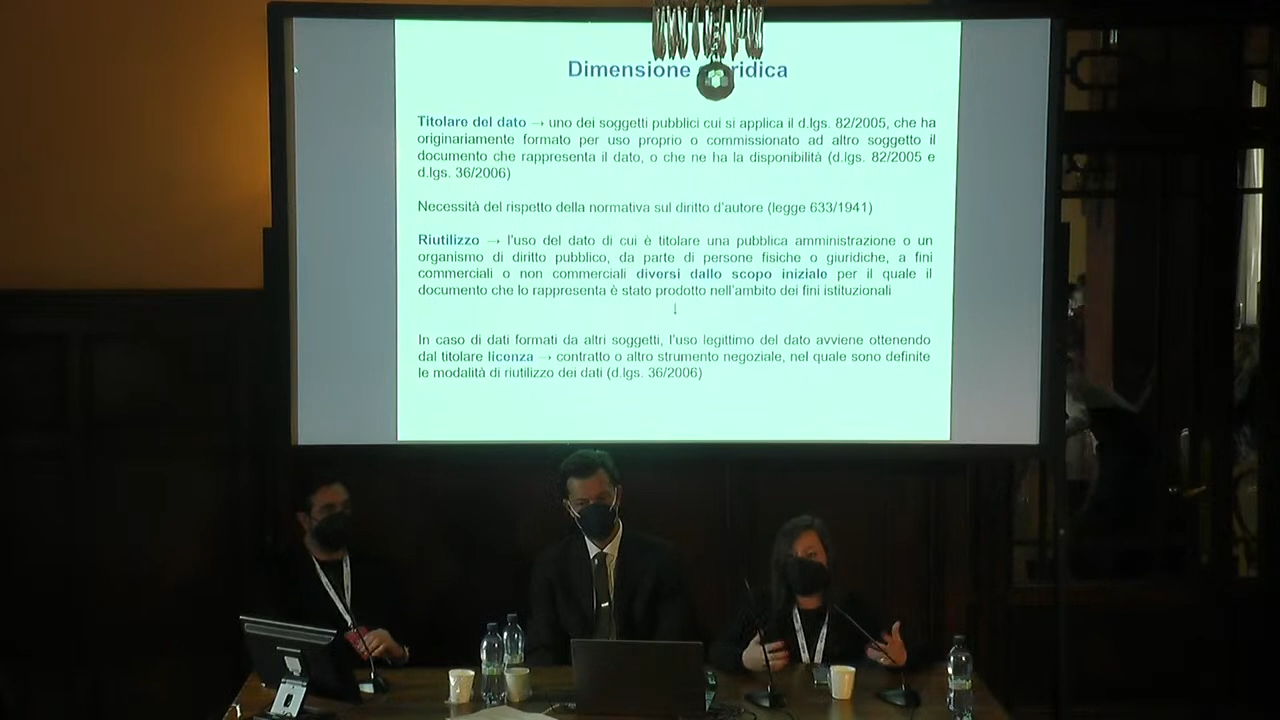 Dimensione ridica
Titolare del dato → uno dei soggetti pubblici cui si applica il d.lgs. 82/2005, che ha
originariamente formato per uso proprio o commissionato ad altro soggetto il
documento che rappresenta il dato, o che ne ha la disponibilità (d.lgs. 82/2005 e
d.lgs. 36/2006)
Necessità del rispetto della normativa sul diritto d'autore (legge 633/1941)
Riutilizzo → l'uso del dato di cui è titolare una pubblica amministrazione o un
organismo di diritto pubblico, da parte di persone fisiche o giuridiche, a fini
commerciali o non commerciali diversi dallo scopo iniziale per il quale il
documento che lo rappresenta è stato prodotto nell'ambito dei fini istituzionali
↓
In caso di dati formati da altri soggetti, l'uso legittimo del dato avviene ottenendo
dal titolare licenza → contratto o altro strumento negoziale, nel quale sono definite
le modalità di riutilizzo dei dati (d.lgs. 36/2006)